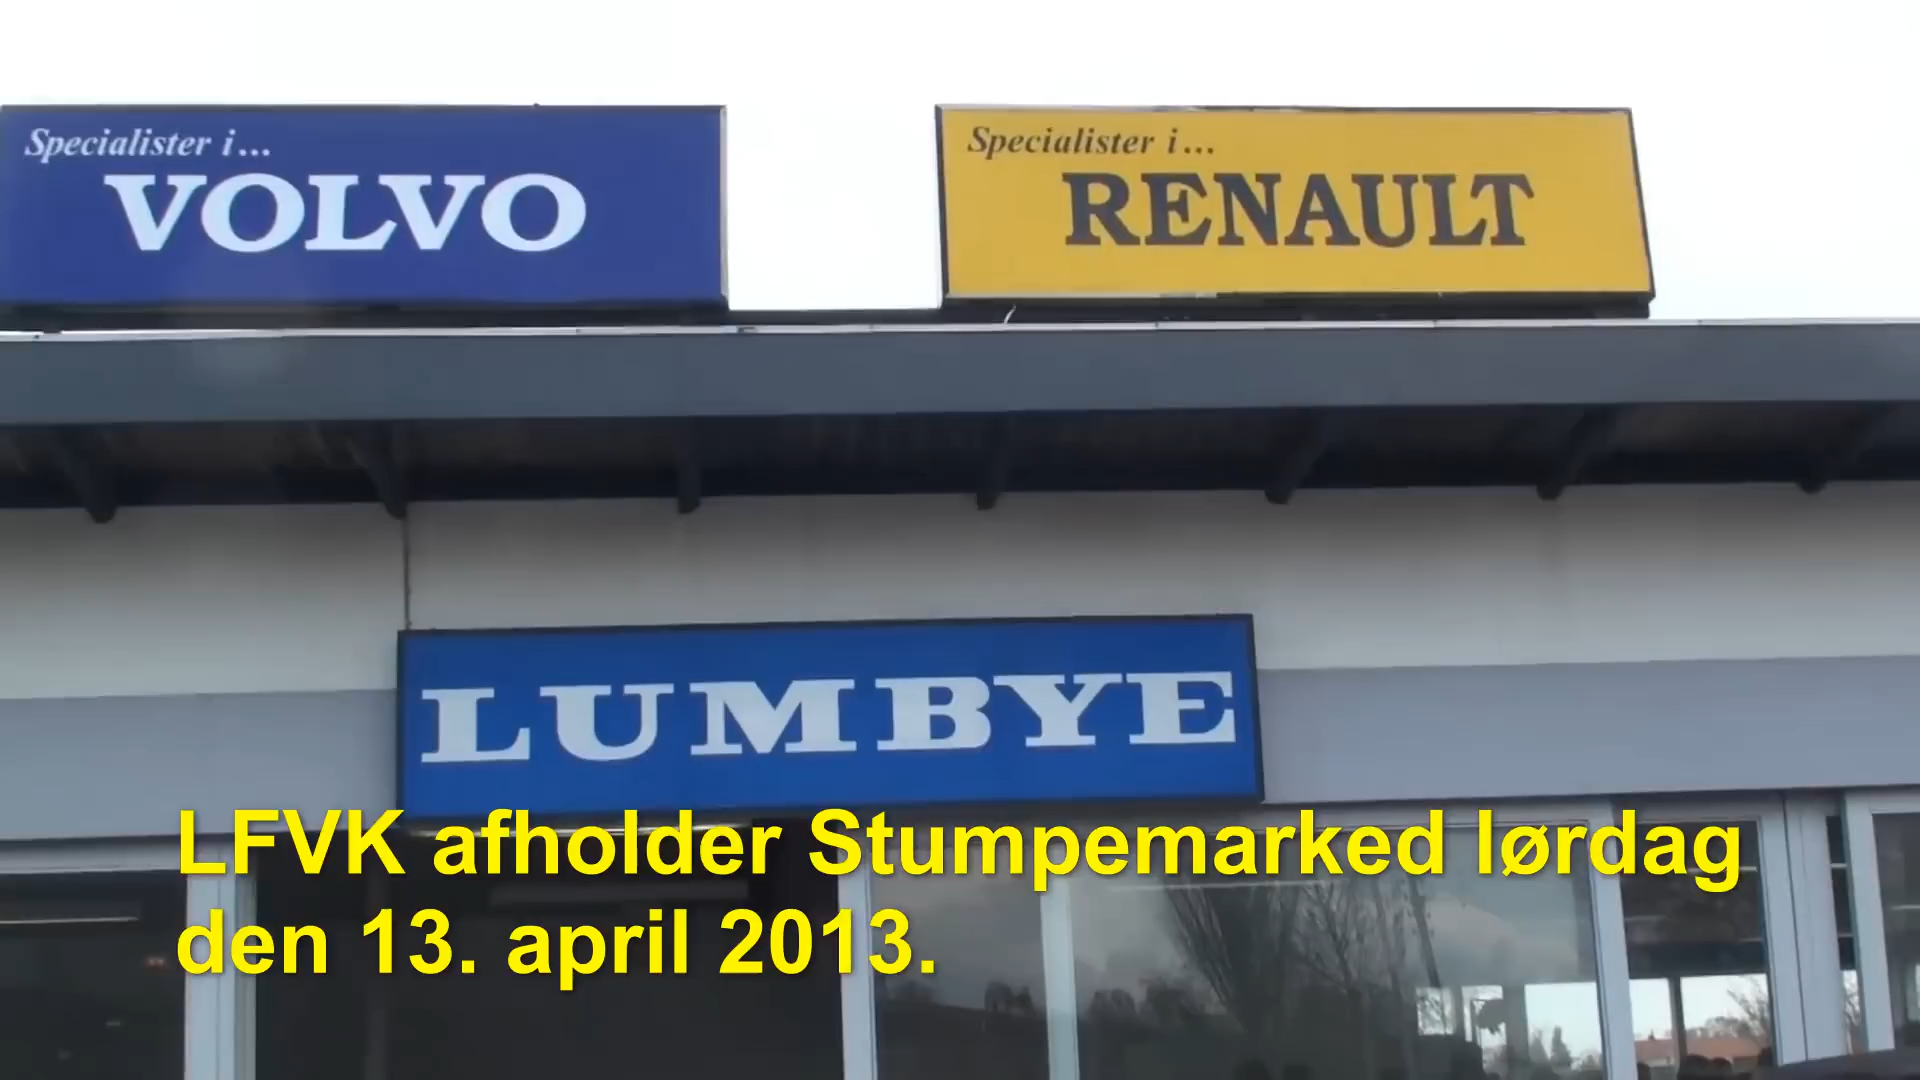 Specialister i...
VOLVO
Specialister i...
RENAULT
LUMBYE
LFVK afholder Stumpemarked lørdag
den 13. april 2013.